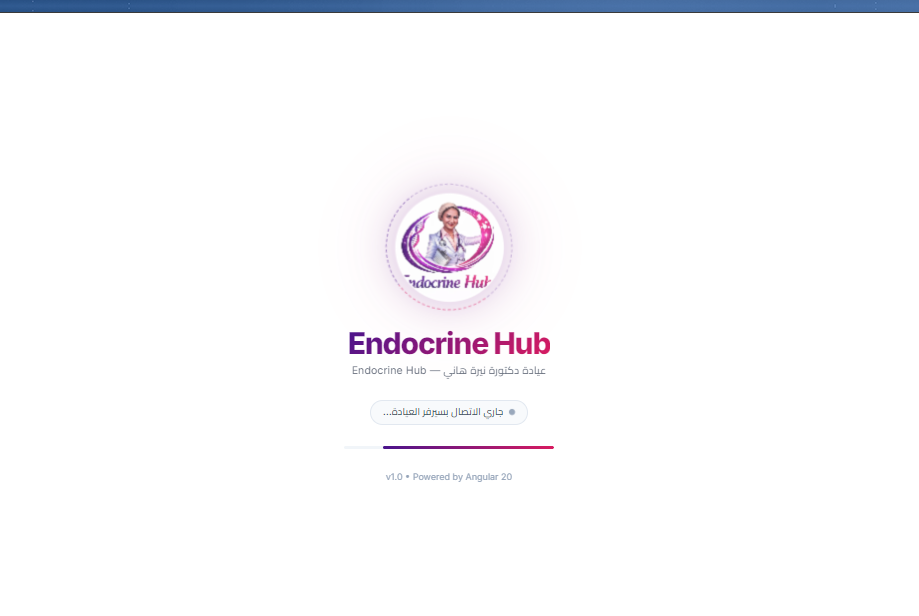 Endocrine Hub
Endocrine Hub
عيادة دكتورة نيرة هاني — Endocrine Hub
جاري الاتصال بسيرفر العيادة...
v1.0 • Powered by Angular 20